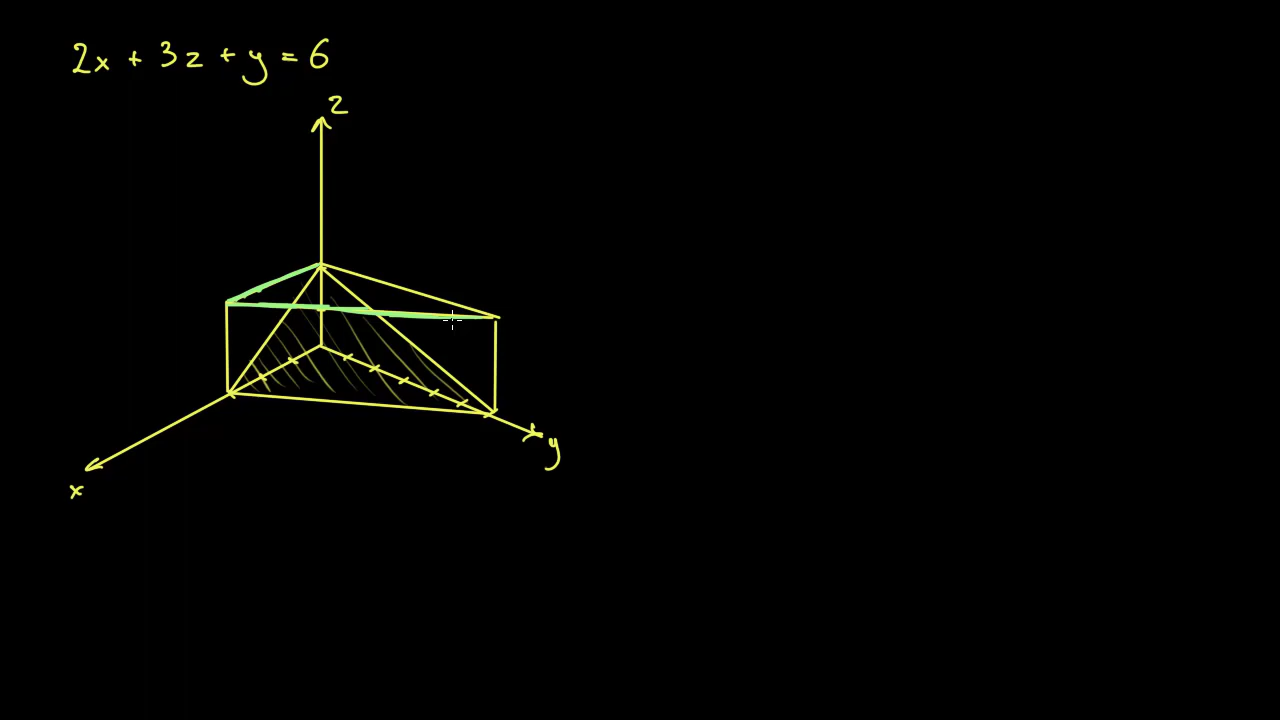 2x + 3z + y = 6
z
y
x